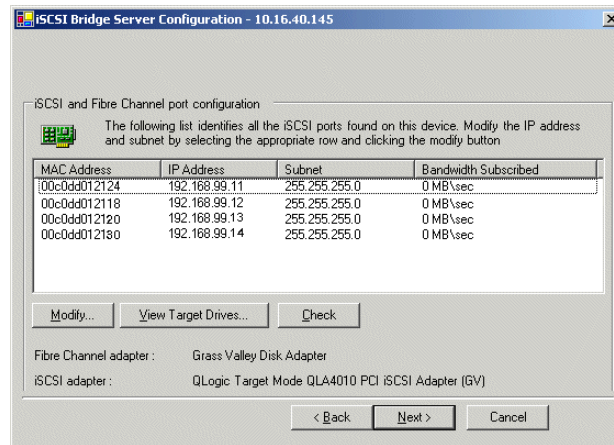 iSCSI Bridge Server Configuration - 10.16.40.145
iSCSI and Fibre Channel port configuration
The following list identifies all the iSCSI ports found on this device. Modify the IP address
and subnet by selecting the appropriate row and clicking the modify button
MAC Address IP Address Subnet Bandwidth Subscribed
00c0dd012124 192.168.99.11 255.255.255.0 0 MB\sec
00c0dd012118 192.168.99.12 255.255.255.0 0 MB\sec
00c0dd012120 192.168.99.13 255.255.255.0 0 MB\sec
00c0dd012130 192.168.99.14 255.255.255.0 0 MB\sec
Modify... View Target Drives... Check
Fibre Channel adapter : Grass Valley Disk Adapter
iSCSI adapter : QLogic Target Mode QLA4010 PCI iSCSI Adapter (GV)
< Back Next > Cancel